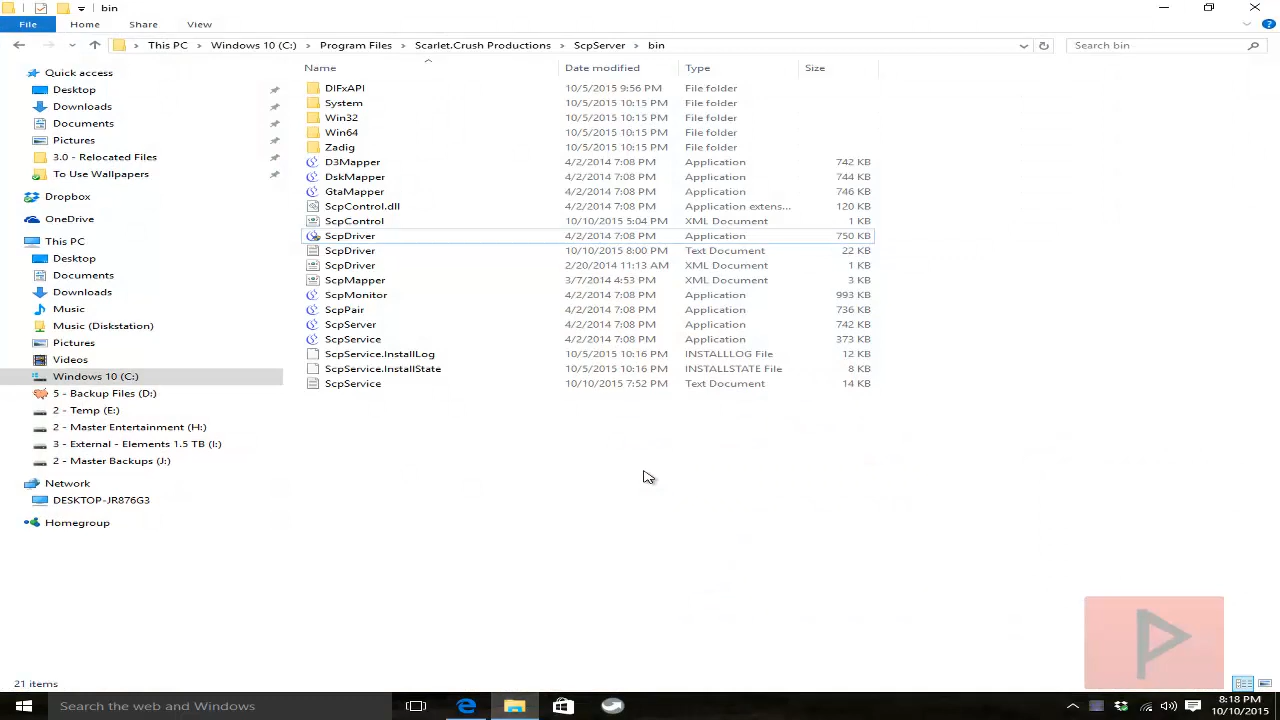 bin
File Home Share View
This PC Windows 10 (C:) Program Files Scarlet.Crush Productions ScpServer bin Search bin
Name Date modified Type Size
Quick access
Desktop
Downloads
Documents
Pictures
3.0 - Relocated Files
To Use Wallpapers
Dropbox
OneDrive
This PC
Desktop
Documents
Downloads
Music
Music (Diskstation)
Pictures
Videos
Windows 10 (C:)
5 - Backup Files (D:)
2 - Temp (E:)
2 - Master Entertainment (H:)
3 - External - Elements 1.5 TB (I:)
2 - Master Backups (J:)
Network
DESKTOP-JR876G3
Homegroup
DIFxAPI 10/5/2015 9:56 PM File folder
System 10/5/2015 10:15 PM File folder
Win32 10/5/2015 10:15 PM File folder
Win64 10/5/2015 10:15 PM File folder
Zadig 10/5/2015 10:15 PM File folder
D3Mapper 4/2/2014 7:08 PM Application 742 KB
DskMapper 4/2/2014 7:08 PM Application 744 KB
GtaMapper 4/2/2014 7:08 PM Application 746 KB
ScpControl.dll 4/2/2014 7:08 PM Application extens... 120 KB
ScpControl 10/10/2015 5:04 PM XML Document 1 KB
ScpDriver 4/2/2014 7:08 PM Application 750 KB
ScpDriver 10/10/2015 8:00 PM Text Document 22 KB
ScpDriver 2/20/2014 11:13 AM XML Document 1 KB
ScpMapper 3/7/2014 4:53 PM XML Document 3 KB
ScpMonitor 4/2/2014 7:08 PM Application 993 KB
ScpPair 4/2/2014 7:08 PM Application 736 KB
ScpServer 4/2/2014 7:08 PM Application 742 KB
ScpService 4/2/2014 7:08 PM Application 373 KB
ScpService.InstallLog 10/5/2015 10:16 PM INSTALLLOG File 12 KB
ScpService.InstallState 10/5/2015 10:16 PM INSTALLSTATE File 8 KB
ScpService 10/10/2015 7:52 PM Text Document 14 KB
21 items
Search the web and Windows
8:18 PM
10/10/2015